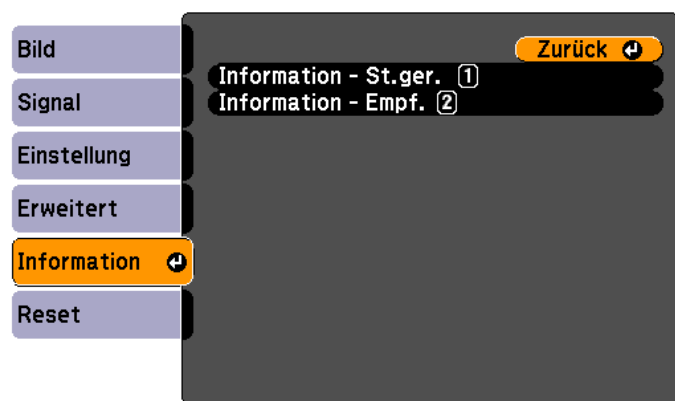 Bild
Signal
Einstellung
Erweitert
Information
Reset
Zurück
Information - St.ger. 1
Information - Empf. 2